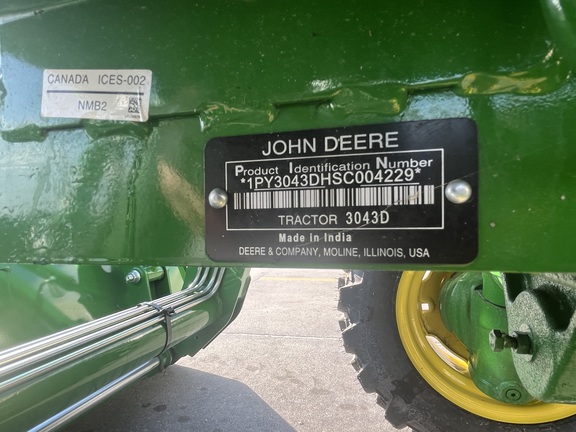 CANADA ICES-002
NMB2
JOHN DEERE
Product Identification Number
*1PY3043DHSC004229*
TRACTOR 3043D
Made in India
DEERE & COMPANY, MOLINE, ILLINOIS, USA